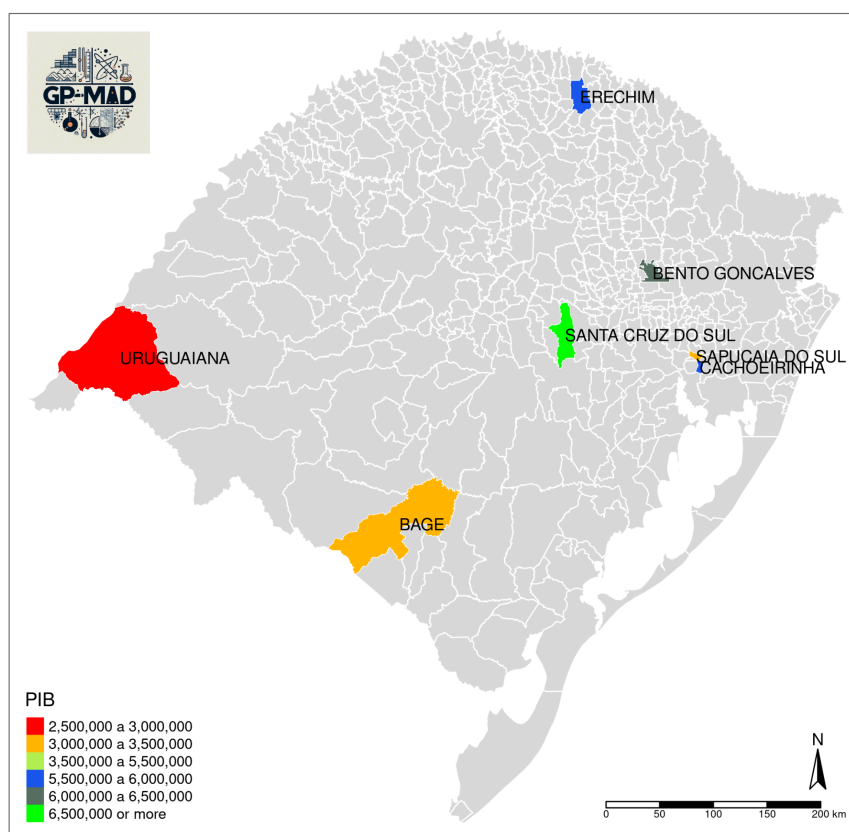 GP-MAD
ERECHIM
BENTO GONCALVES
SANTA CRUZ DO SUL
SAPUCAIA DO SUL
URUGUAIANA
CACHOEIRINHA
BAGE
PIB
2,500,000 a 3,000,000
3,000,000 a 3,500,000
3,500,000 a 5,500,000
5,500,000 a 6,000,000
6,000,000 a 6,500,000
6,500,000 or more
N
0 50 100 150 200 km